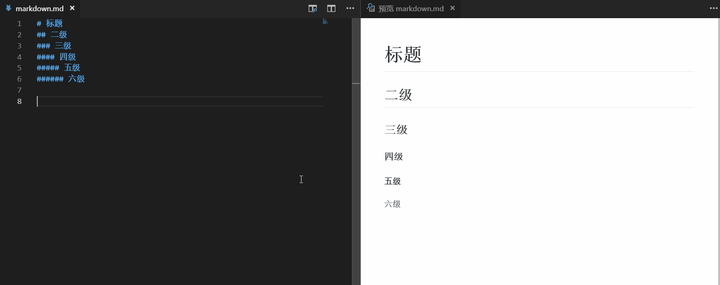 markdown.md
预览 markdown.md
1 # 标题
2 ## 二级
3 ### 三级
4 #### 四级
5 ##### 五级
6 ###### 六级
7
8
标题
二级
三级
四级
五级
六级